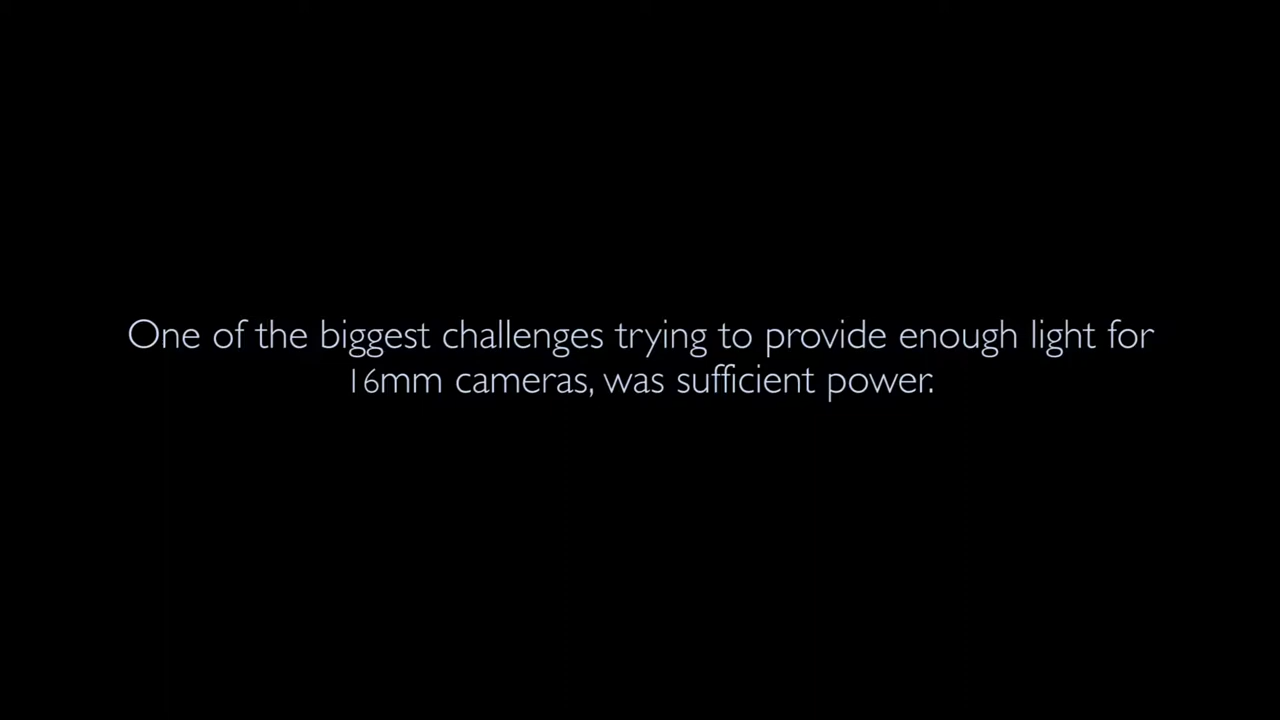 One of the biggest challenges trying to provide enough light for
16mm cameras, was sufficient power.